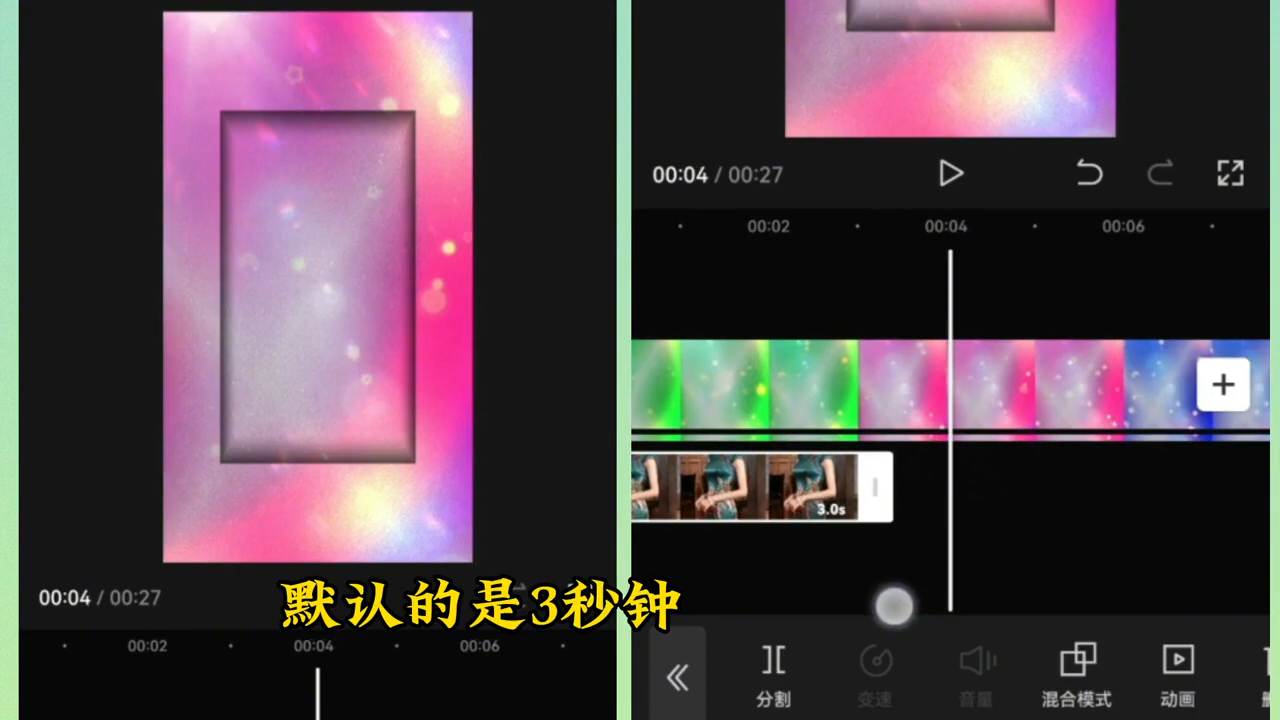 00:04 / 00:27
00:02
00:04
00:06
默认的是3秒钟
00:04 / 00:27
00:02
00:04
00:06
3.0s
分割
变速
音量
混合模式
动画